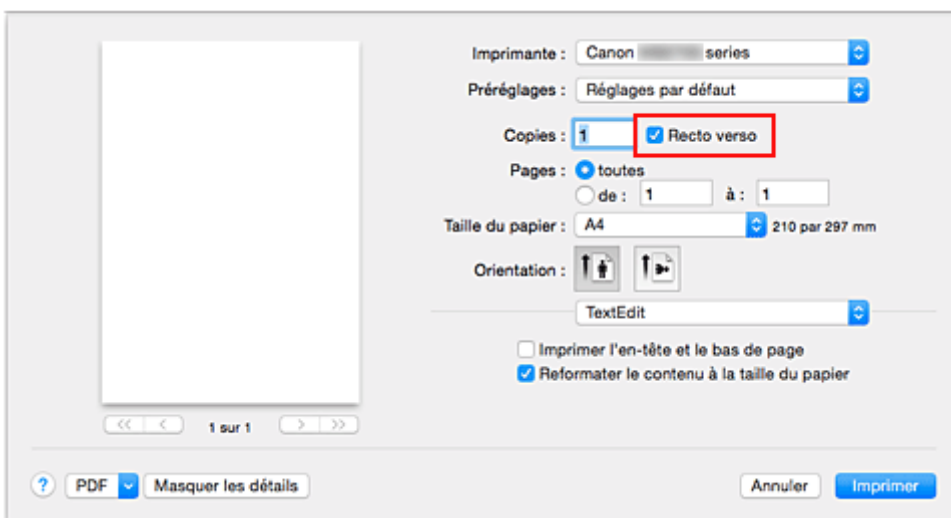 Imprimante : Canon series
Préréglages : Réglages par défaut
Copies : 1 Recto verso
Pages : toutes
de : 1 à : 1
Taille du papier : A4 210 par 297 mm
Orientation :
TextEdit
Imprimer l'en-tête et le bas de page
Reformater le contenu à la taille du papier
1 sur 1
? PDF Masquer les détails Annuler Imprimer